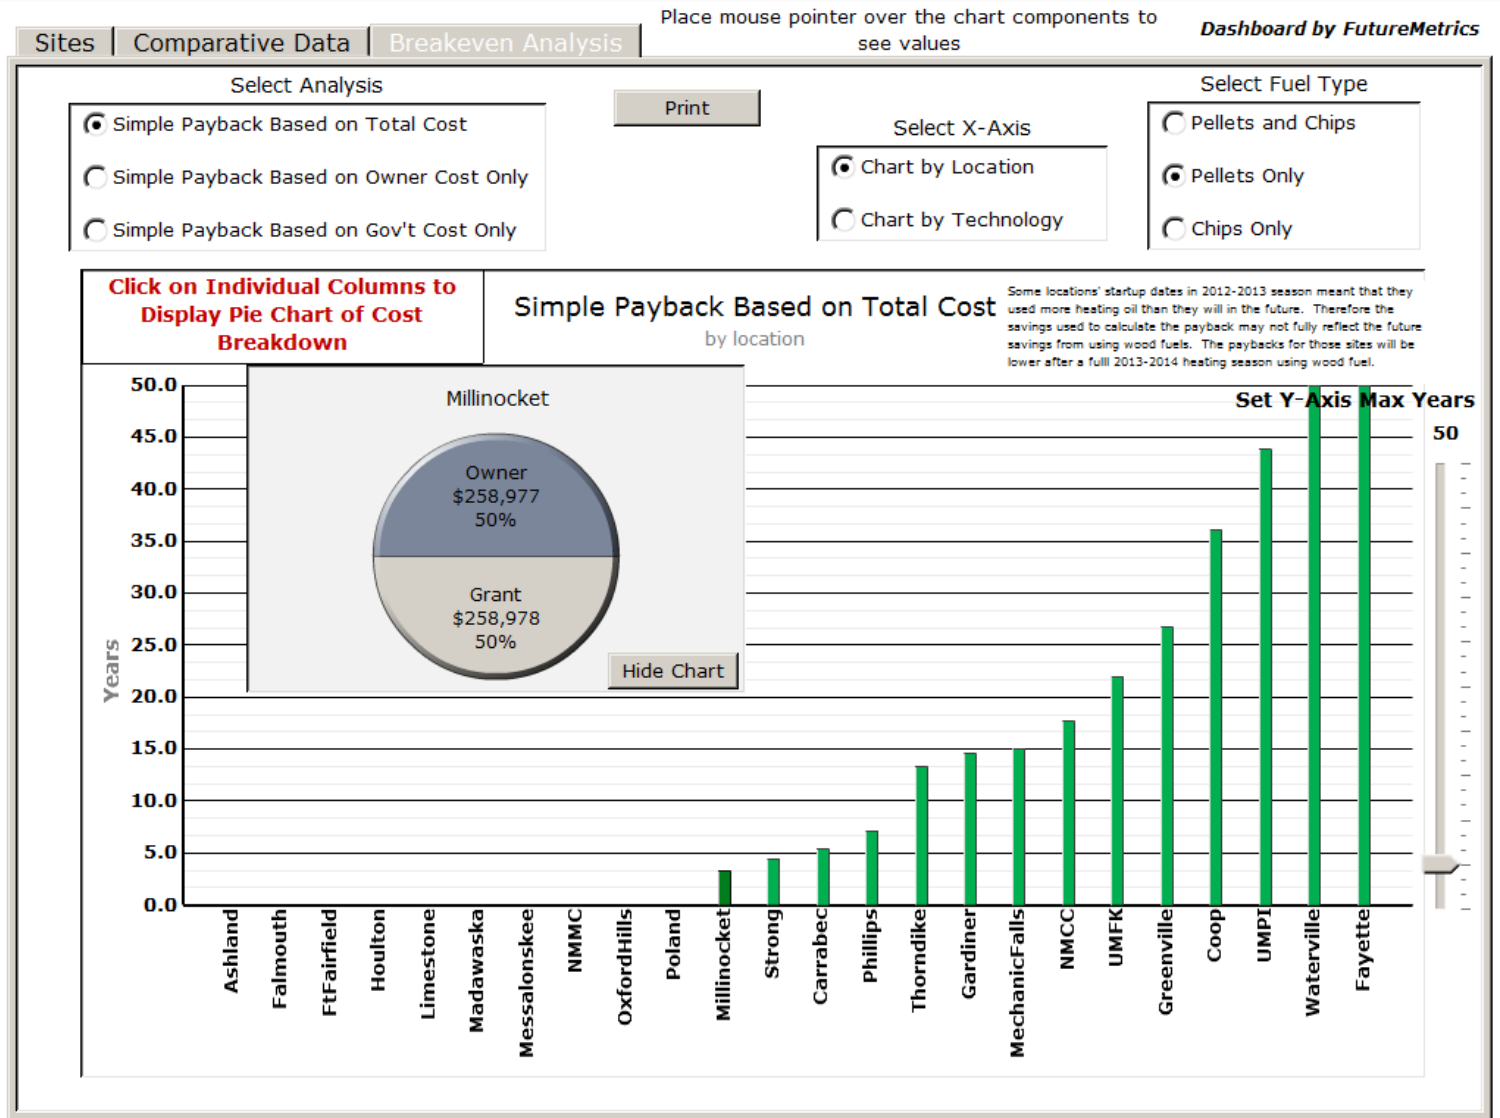 Sites
Comparative Data
Breakeven Analysis
Place mouse pointer over the chart components to
see values
Dashboard by FutureMetrics
Select Analysis
Simple Payback Based on Total Cost
Simple Payback Based on Owner Cost Only
Simple Payback Based on Gov't Cost Only
Print
Select X-Axis
Chart by Location
Chart by Technology
Select Fuel Type
Pellets and Chips
Pellets Only
Chips Only
Click on Individual Columns to
Display Pie Chart of Cost
Breakdown
Simple Payback Based on Total Cost
by location
Some locations' startup dates in 2012-2013 season meant that they
used more heating oil than they will in the future. Therefore the
savings used to calculate the payback may not fully reflect the future
savings from using wood fuels. The paybacks for those sites will be
lower after a fulll 2013-2014 heating season using wood fuel.
Set Y-Axis Max Years
50
Millinocket
Owner
$258,977
50%
Grant
$258,978
50%
Hide Chart
Years
50.0
45.0
40.0
35.0
30.0
25.0
20.0
15.0
10.0
5.0
0.0
Ashland
Falmouth
FtFairfield
Houlton
Limestone
Madawaska
Messalonskee
NMMC
OxfordHills
Poland
Millinocket
Strong
Carrabec
Phillips
Thorndike
Gardiner
MechanicFalls
NMCC
UMFK
Greenville
Coop
UMPI
Waterville
Fayette